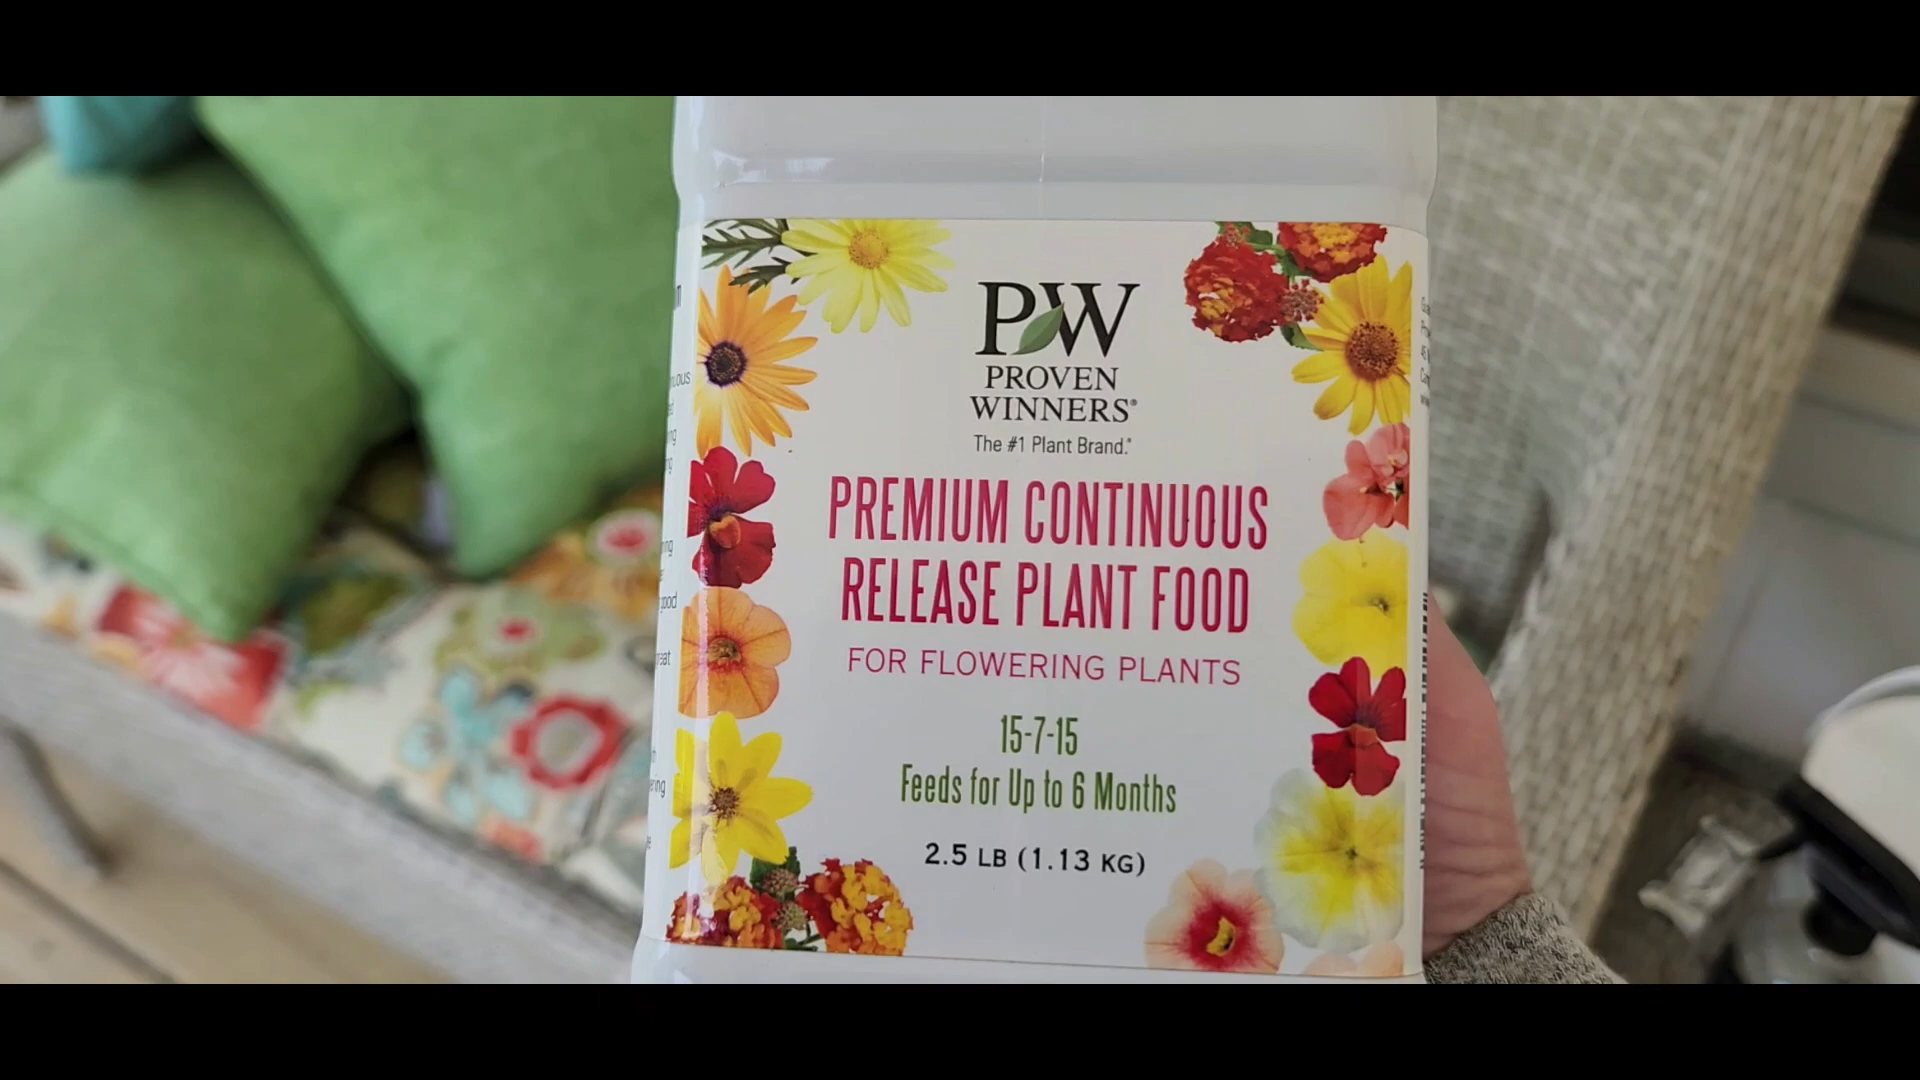 PW
PROVEN
WINNERS®
The #1 Plant Brand.®
PREMIUM CONTINUOUS
RELEASE PLANT FOOD
FOR FLOWERING PLANTS
15-7-15
Feeds for Up to 6 Months
2.5 LB (1.13 KG)
good